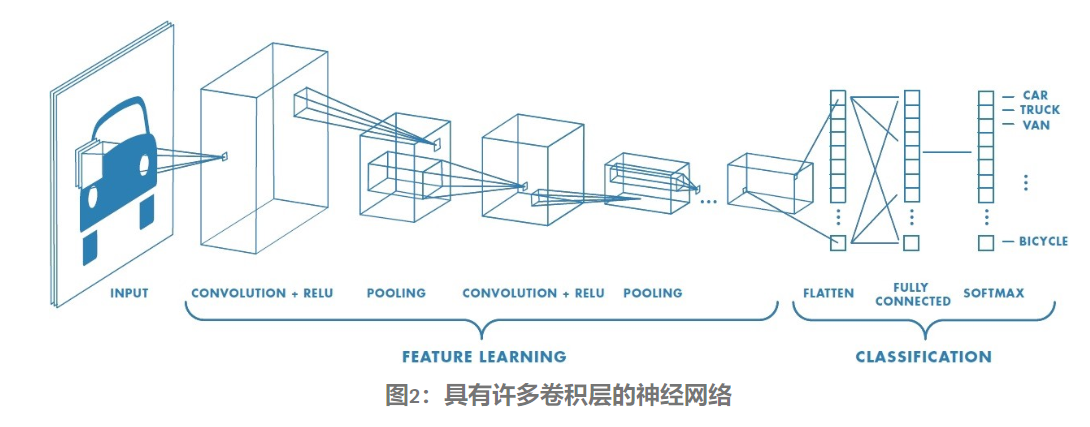 CAR
TRUCK
VAN
BICYCLE
INPUT
CONVOLUTION + RELU
POOLING
CONVOLUTION + RELU
POOLING
FLATTEN
FULLY
CONNECTED
SOFTMAX
FEATURE LEARNING
CLASSIFICATION
图2：具有许多卷积层的神经网络